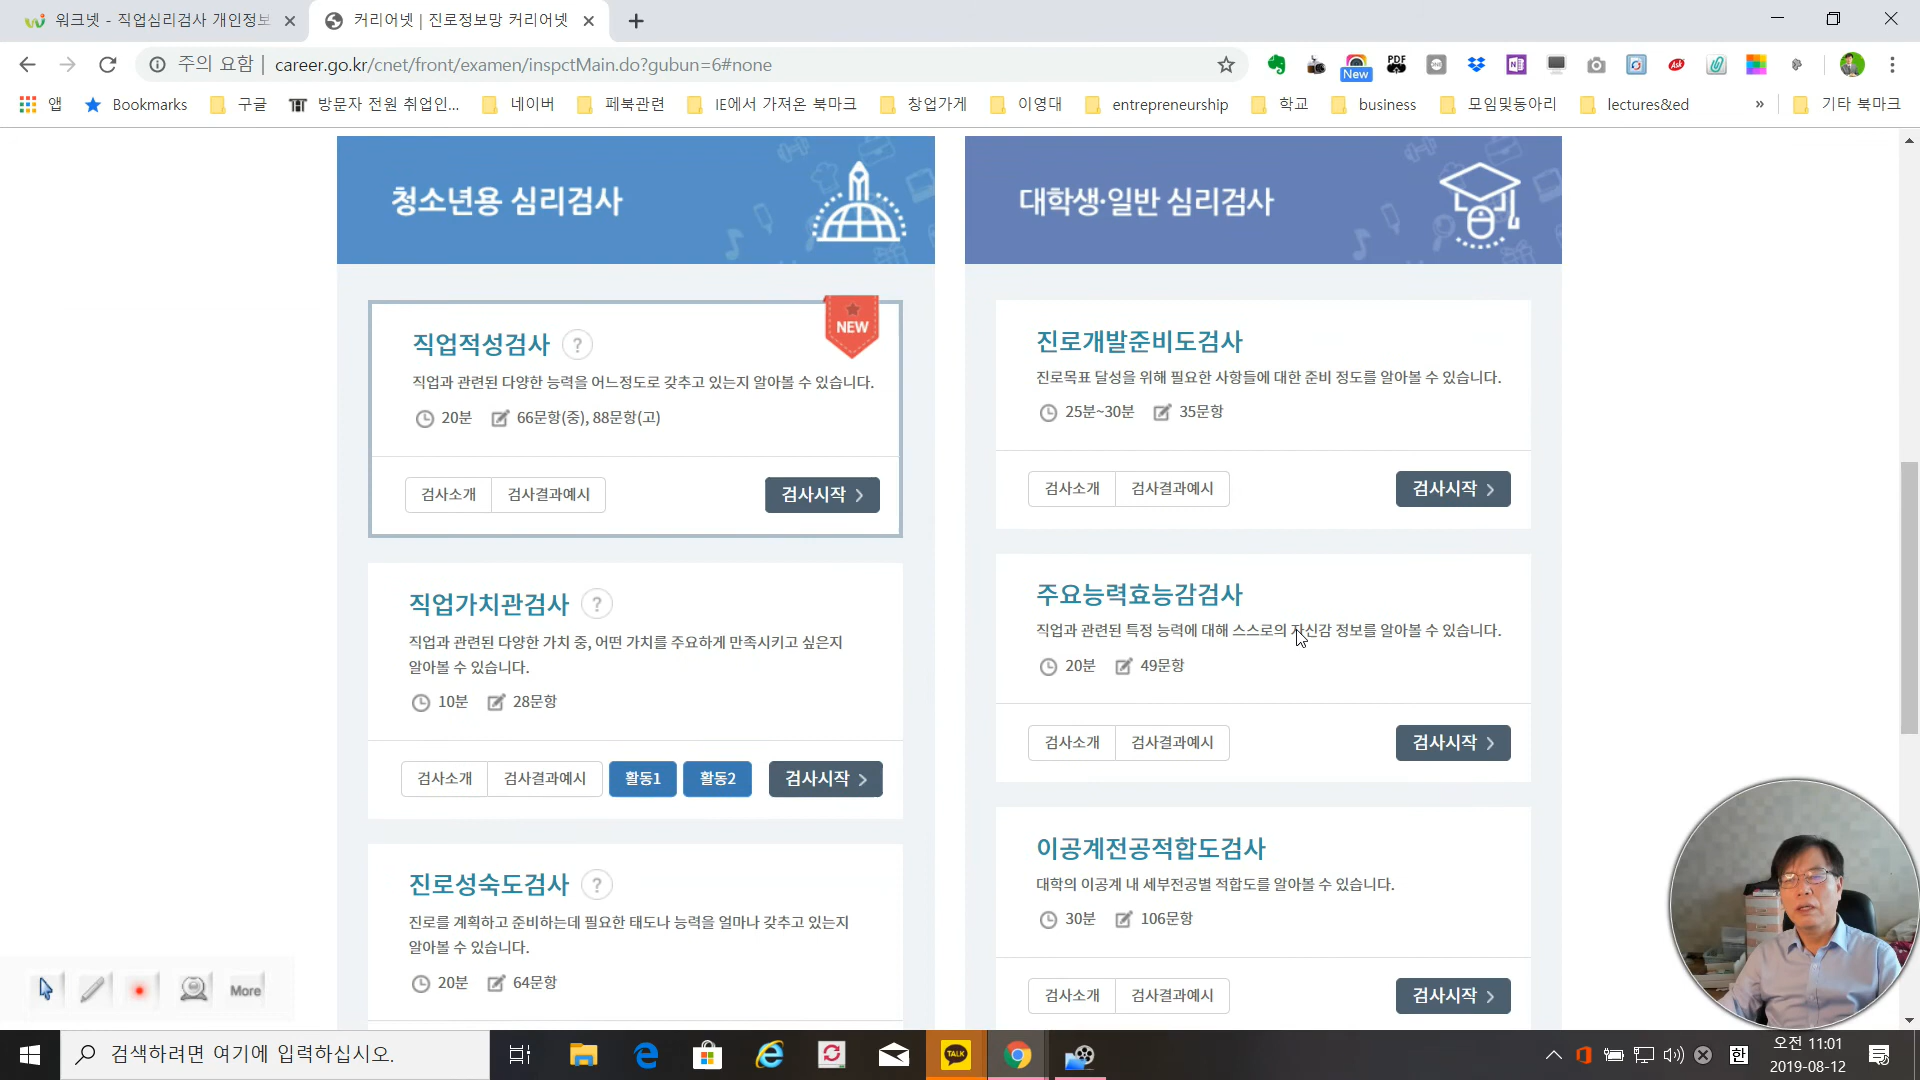 워크넷 - 직업심리검사 개인정보
커리어넷 | 진로정보망 커리어넷
주의 요함 | career.go.kr/cnet/front/examen/inspctMain.do?gubun=6#none
New
PDF
앱
Bookmarks
구글
방문자 전원 취업인...
네이버
페북관련
IE에서 가져온 북마크
창업가게
이영대
entrepreneurship
학교
business
모임및동아리
lectures&ed
»
기타 북마크
청소년용 심리검사
직업적성검사 ?
NEW
직업과 관련된 다양한 능력을 어느정도로 갖추고 있는지 알아볼 수 있습니다.
20분 66문항(중), 88문항(고)
검사소개 검사결과예시 검사시작
직업가치관검사 ?
직업과 관련된 다양한 가치 중, 어떤 가치를 주요하게 만족시키고 싶은지
알아볼 수 있습니다.
10분 28문항
검사소개 검사결과예시 활동1 활동2 검사시작
진로성숙도검사 ?
진로를 계획하고 준비하는데 필요한 태도나 능력을 얼마나 갖추고 있는지
알아볼 수 있습니다.
20분 64문항
대학생·일반 심리검사
진로개발준비도검사
진로목표 달성을 위해 필요한 사항들에 대한 준비 정도를 알아볼 수 있습니다.
25분~30분 35문항
검사소개 검사결과예시 검사시작
주요능력효능감검사
직업과 관련된 특정 능력에 대해 스스로의 자신감 정보를 알아볼 수 있습니다.
20분 49문항
검사소개 검사결과예시 검사시작
이공계전공적합도검사
대학의 이공계 내 세부전공별 적합도를 알아볼 수 있습니다.
30분 106문항
검사소개 검사결과예시 검사시작
More
검색하려면 여기에 입력하십시오.
TALK
한
오전 11:01
2019-08-12